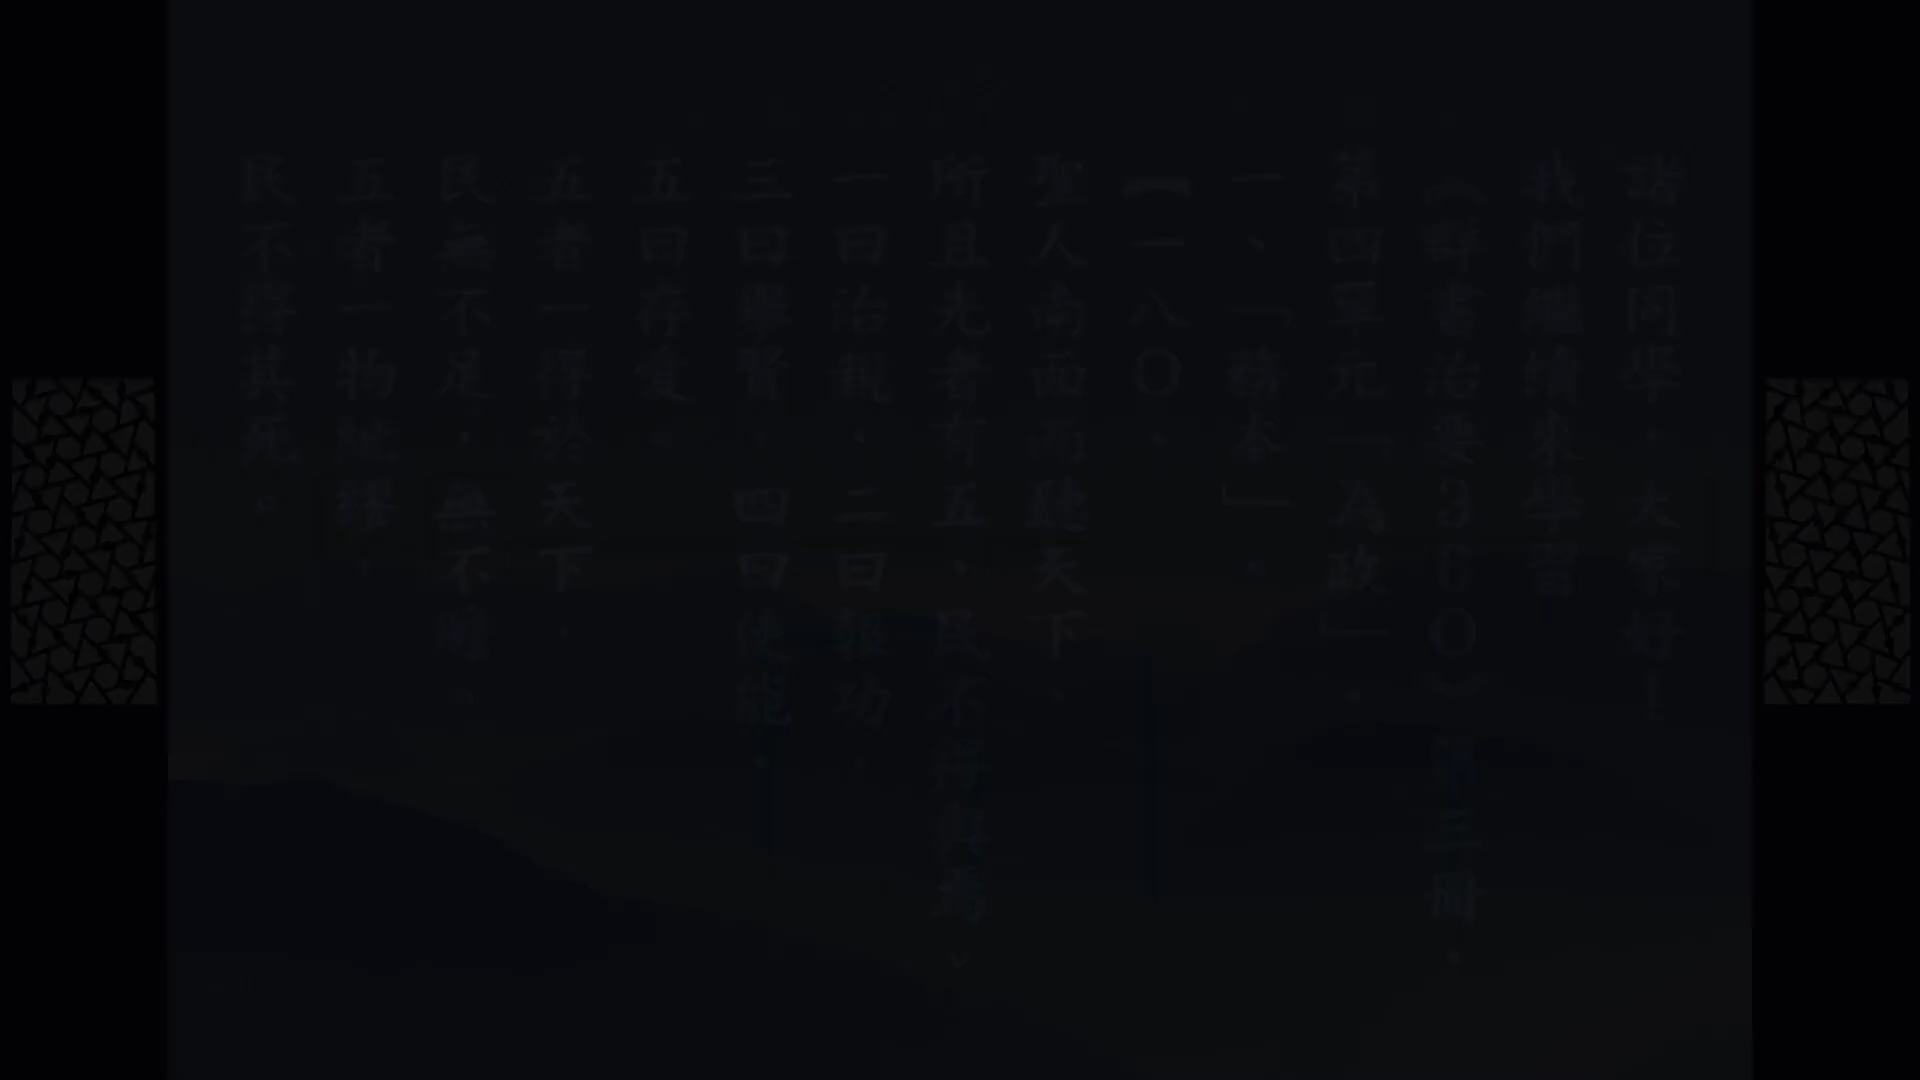 諸位同學，大家好！
我們繼續來學習
《群書治要360》第三冊，
第四單元「為政」，
一、「務本」。
【一八〇、
聖人南面而聽天下，
所且先者有五、民不得與焉。
一曰治親，二曰報功，
三曰舉賢，四曰使能，
五曰存愛。
五者一得於天下，
民無不足，無不贍。
五者一物紕繆，
民不得其死。